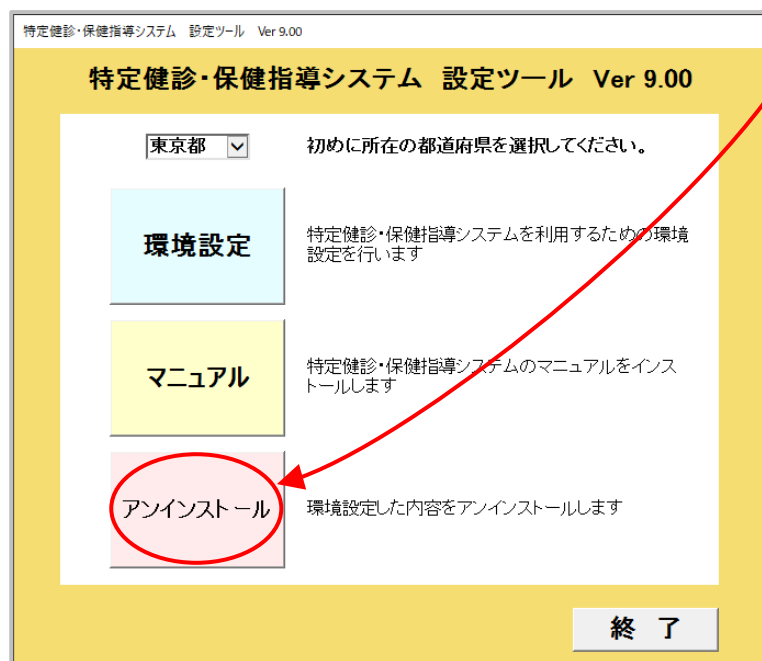 特定健診・保健指導システム 設定ツール Ver 9.00
特定健診・保健指導システム 設定ツール Ver 9.00
東京都
初めに所在の都道府県を選択してください。
環境設定
特定健診・保健指導システムを利用するための環境
設定を行います
マニュアル
特定健診・保健指導システムのマニュアルをインス
トールします
アンインストール
環境設定した内容をアンインストールします
終 了